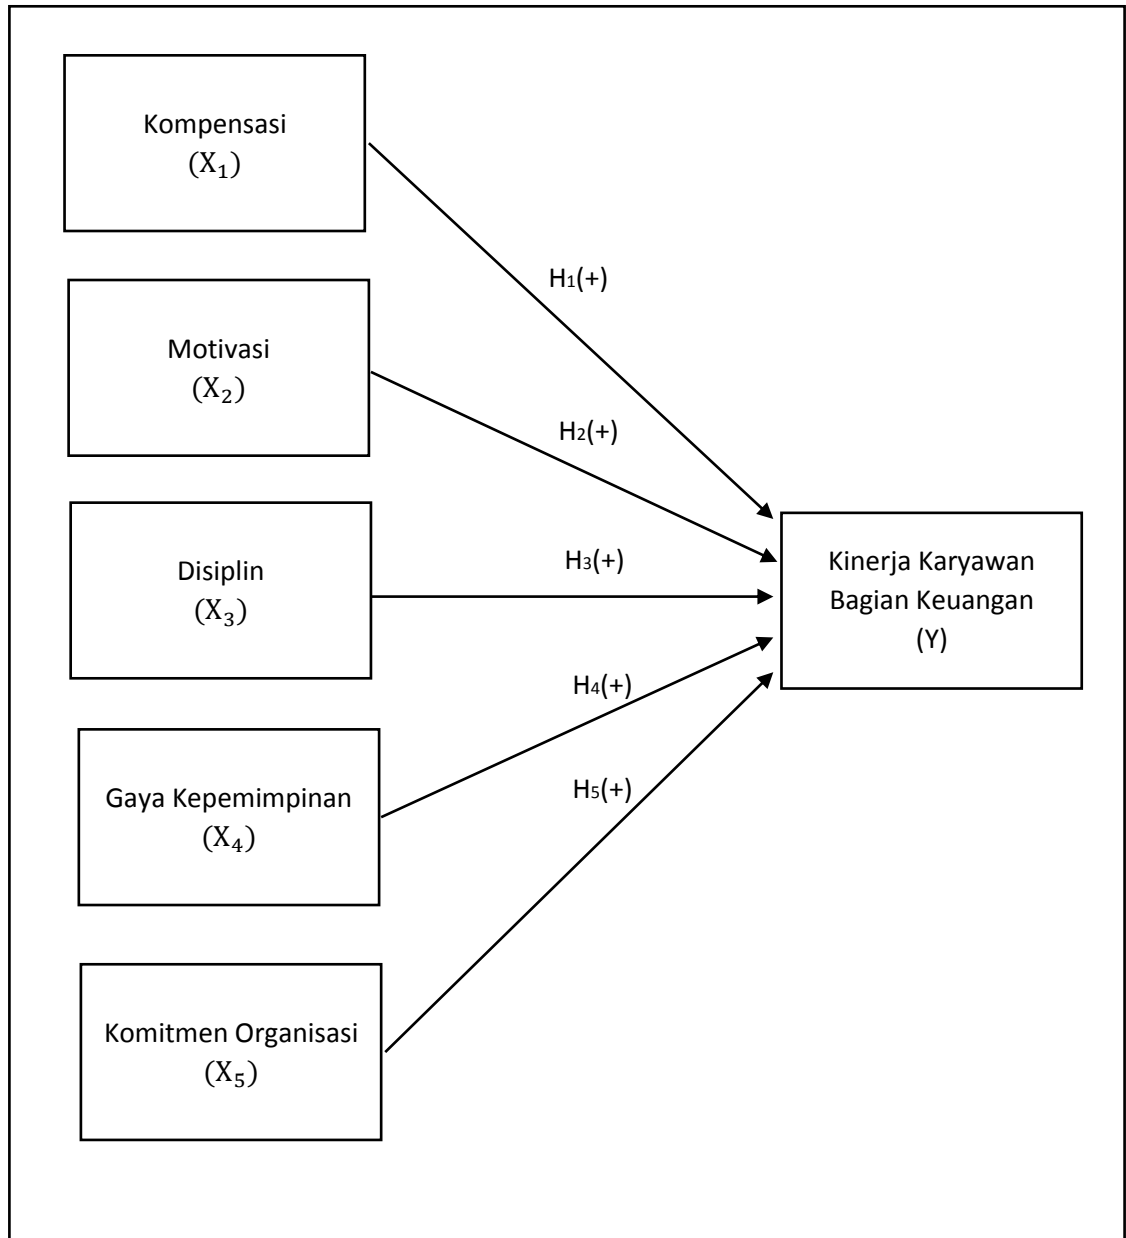 Kompensasi
(X₁)
H₁(+)
Motivasi
(X₂)
H₂(+)
Disiplin
(X₃)
H₃(+)
Kinerja Karyawan
Bagian Keuangan
(Y)
H₄(+)
Gaya Kepemimpinan
(X₄)
H₅(+)
Komitmen Organisasi
(X₅)